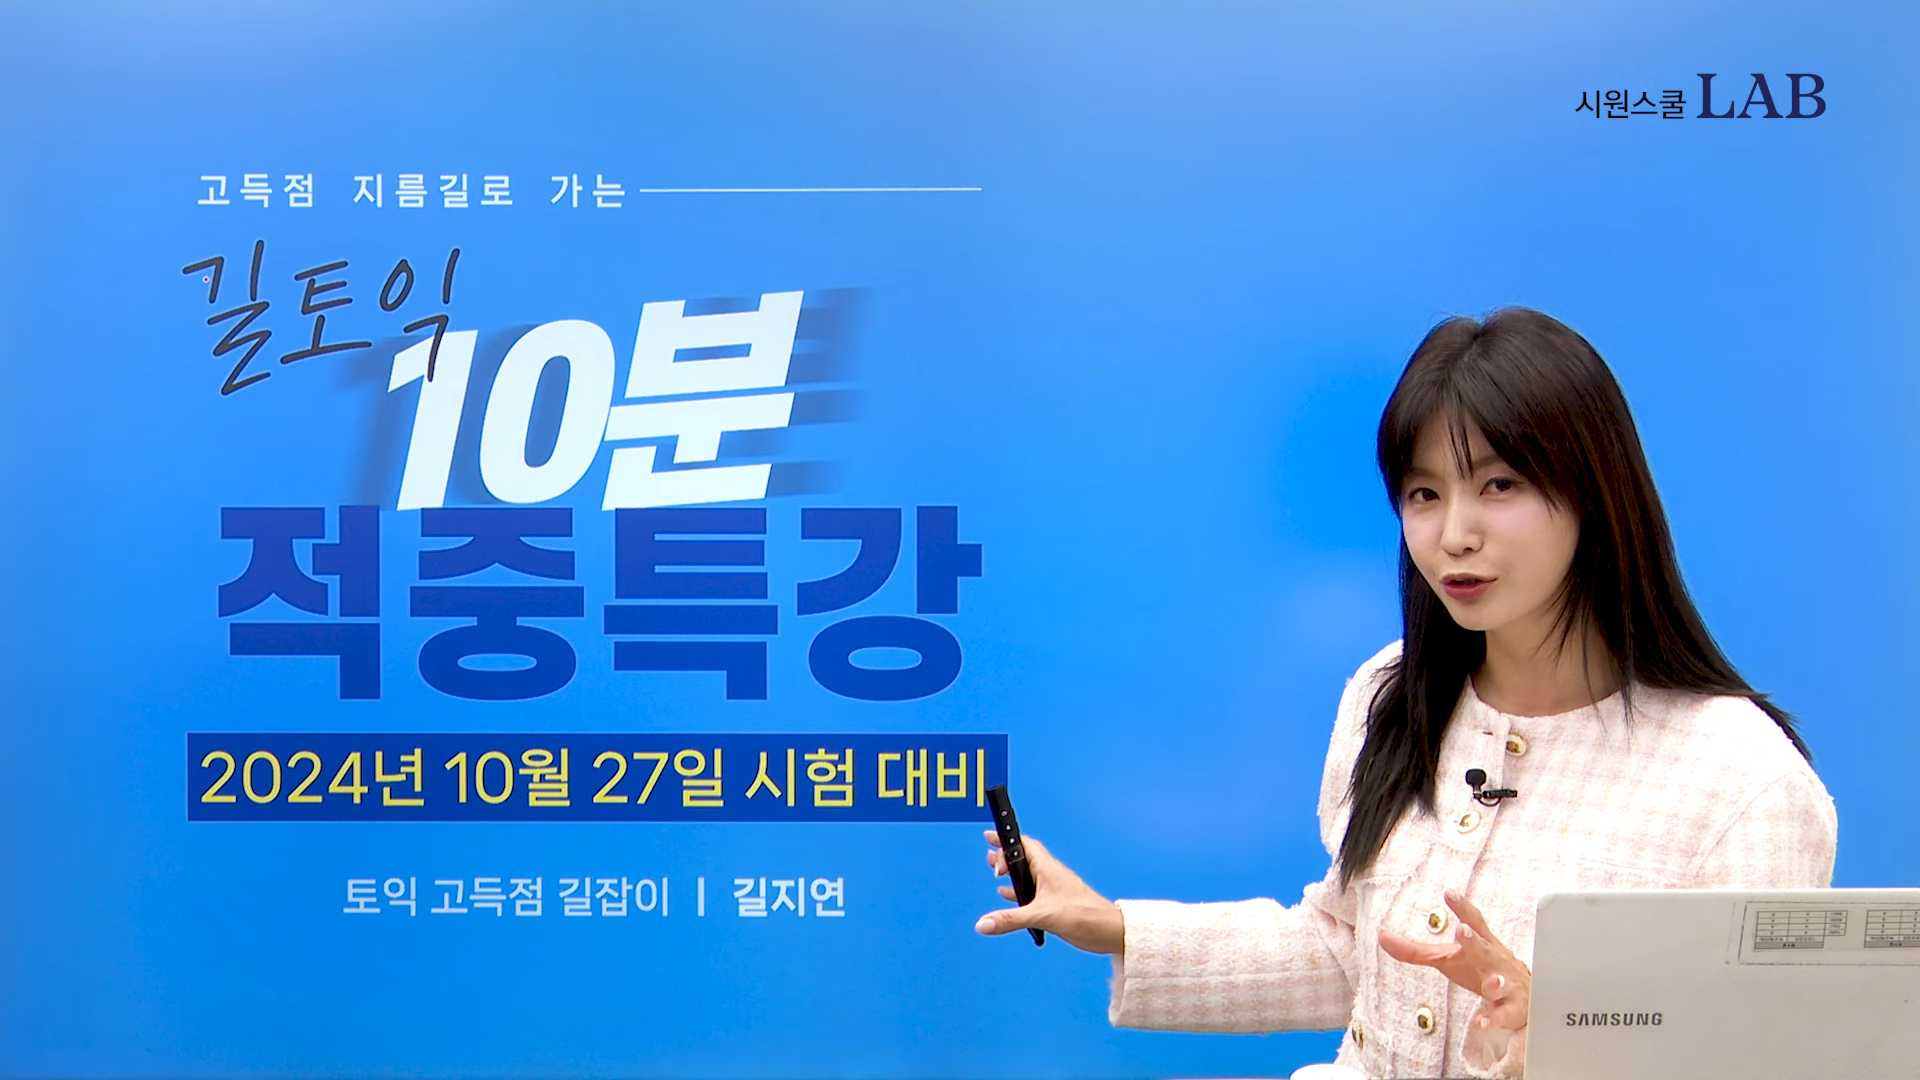 시원스쿨 LAB
고득점 지름길로 가는
길토익
10분
적중특강
2024년 10월 27일 시험 대비
토익 고득점 길잡이 | 길지연
SAMSUNG